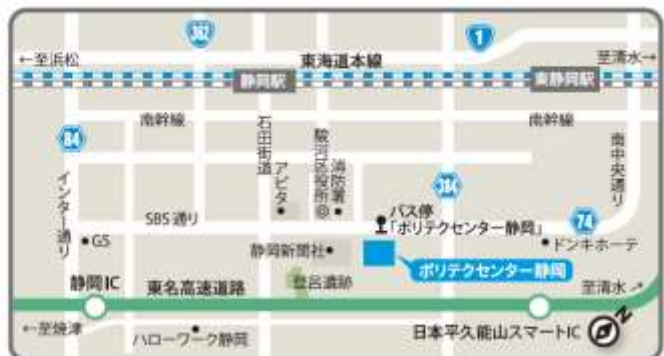 362
1
←至浜松
東海道本線
至清水→
静岡駅
東静岡駅
南幹線
南幹線
84
石田街道
アピタ
駿河区役所
消防署
南中央通り
インター通り
384
SBS通り
バス停
「ポリテクセンター静岡」
74
GS
静岡新聞社
ドンキホーテ
ポリテクセンター静岡
静岡IC
東名高速道路
登呂遺跡
至清水→
←至焼津
ハローワーク静岡
日本平久能山スマートIC
N